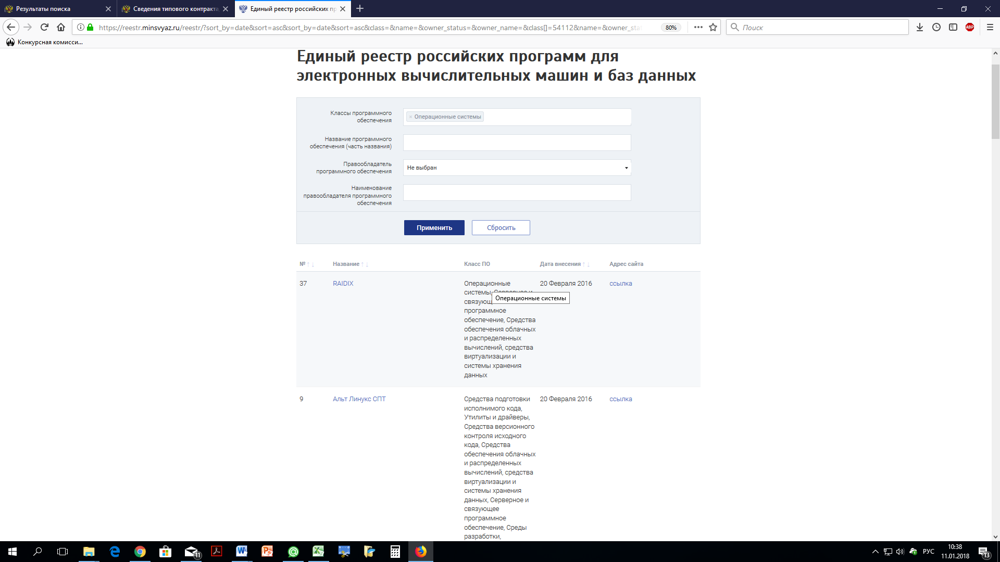 Результаты поиска
Сведения типового контракта,
Единый реестр российских пр
https://reestr.minsvyaz.ru/reestr/?sort_by=date&sort=asc&sort_by=date&sort=asc&class=&name=&owner_status=&owner_name=&class[]=54112&name=&owner_sta
80%
Поиск
ABP
Конкурсная комисси...
Единый реестр российских программ для
электронных вычислительных машин и баз данных
Классы программного
обеспечения
× Операционные системы
Название программного
обеспечения (часть названия)
Правообладатель
программного обеспечения
Не выбран
Наименование
правообладателя программного
обеспечения
Применить
Сбросить
№ ↑ ↓ Название ↑ ↓ Класс ПО Дата внесения ↑ ↓ Адрес сайта
37 RAIDIX Операционные 20 Февраля 2016 ссылка
системы,
связующ
Операционные системы
программное
обеспечение, Средства
обеспечения облачных
и распределенных
вычислений, средства
виртуализации и
системы хранения
данных
9 Альт Линукс СПТ Средства подготовки 20 Февраля 2016 ссылка
исполнимого кода,
Утилиты и драйверы,
Средства версионного
контроля исходного
кода, Средства
обеспечения облачных
и распределенных
вычислений, средства
виртуализации и
системы хранения
данных, Серверное и
связующее
программное
обеспечение, Среды
разработки,
11
РУС
10:38
11.01.2018
13